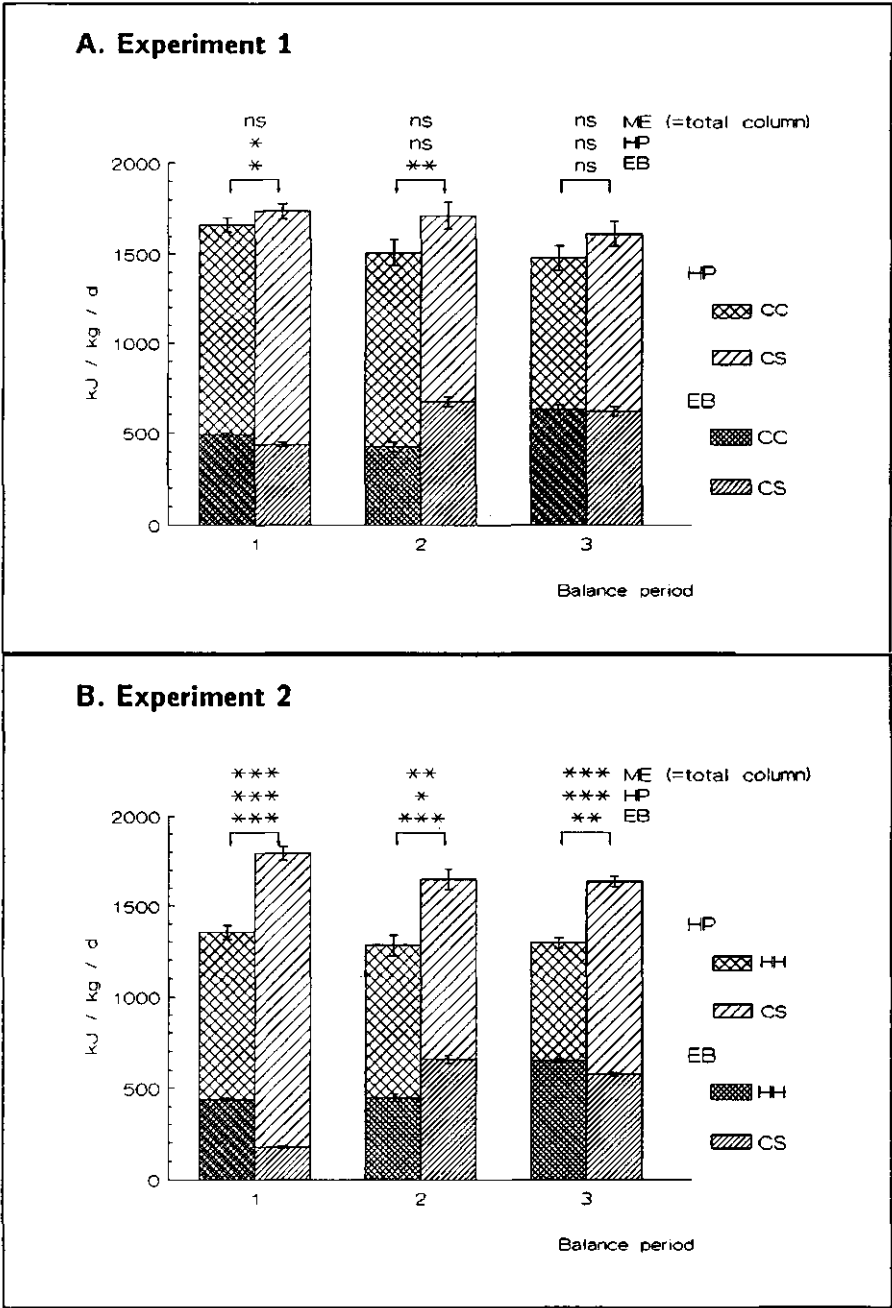 A. Experiment 1
ns ns ns ME (=total column)
* ns ns HP
* ** ns EB
2000
1500
1000
500
0
kJ / kg / d
HP
CC
CS
EB
CC
CS
1 2 3
Balance period
B. Experiment 2
*** ** *** ME (=total column)
*** * *** HP
*** *** ** EB
2000
1500
1000
500
0
kJ / kg / d
HP
HH
CS
EB
HH
CS
1 2 3
Balance period